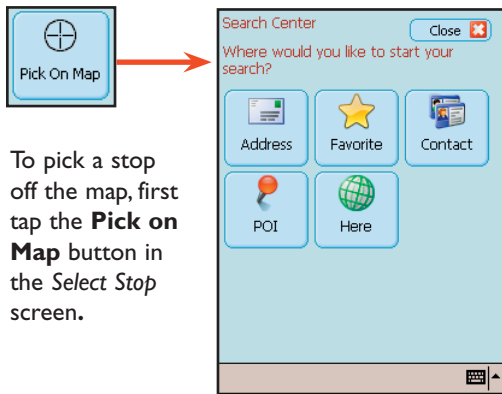 Pick On Map
To pick a stop
off the map, first
tap the Pick on
Map button in
the Select Stop
screen.
Search Center
Close
Where would you like to start your
search?
Address
Favorite
Contact
POI
Here